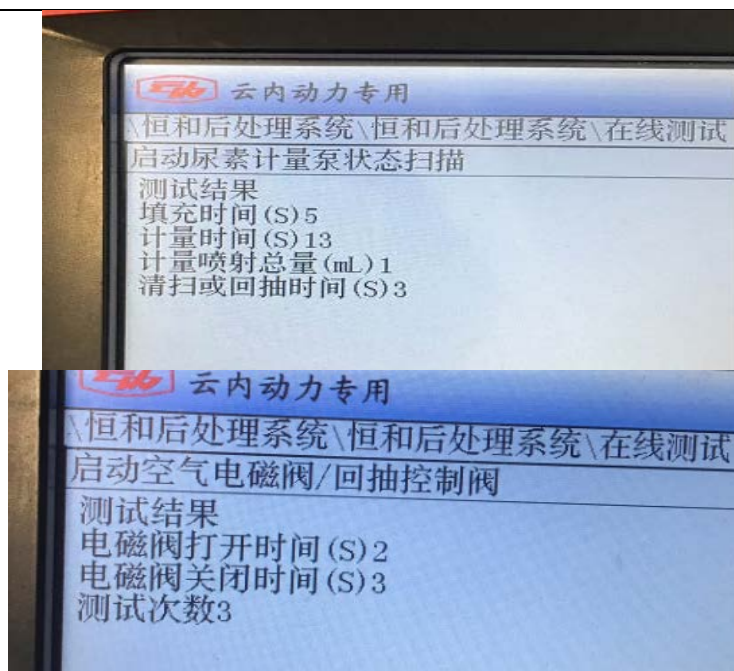 云内动力专用
\恒和后处理系统\恒和后处理系统\在线测试
启动尿素计量泵状态扫描
测试结果
填充时间(S)5
计量时间(S)13
计量喷射总量(mL)1
清扫或回抽时间(S)3
云内动力专用
\恒和后处理系统\恒和后处理系统\在线测试
启动空气电磁阀/回抽控制阀
测试结果
电磁阀打开时间(S)2
电磁阀关闭时间(S)3
测试次数3